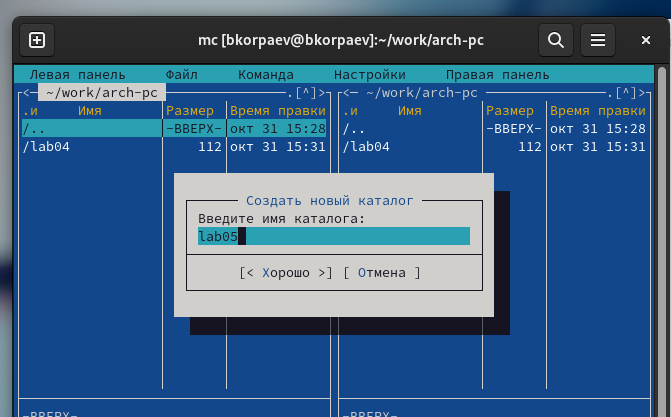 mc [bkorpaev@bkorpaev]:~/work/arch-pc
Левая панель Файл Команда Настройки Правая панель
<— ~/work/arch-pc .[^]>
.и Имя Размер Время правки
/.. -ВВЕРХ- окт 31 15:28
/lab04 112 окт 31 15:31
-ВВЕРХ-
<— ~/work/arch-pc .[^]>
.и Имя Размер Время правки
/.. -ВВЕРХ- окт 31 15:28
/lab04 112 окт 31 15:31
-ВВЕРХ-
Создать новый каталог
Введите имя каталога:
lab05
[< Хорошо >] [ Отмена ]